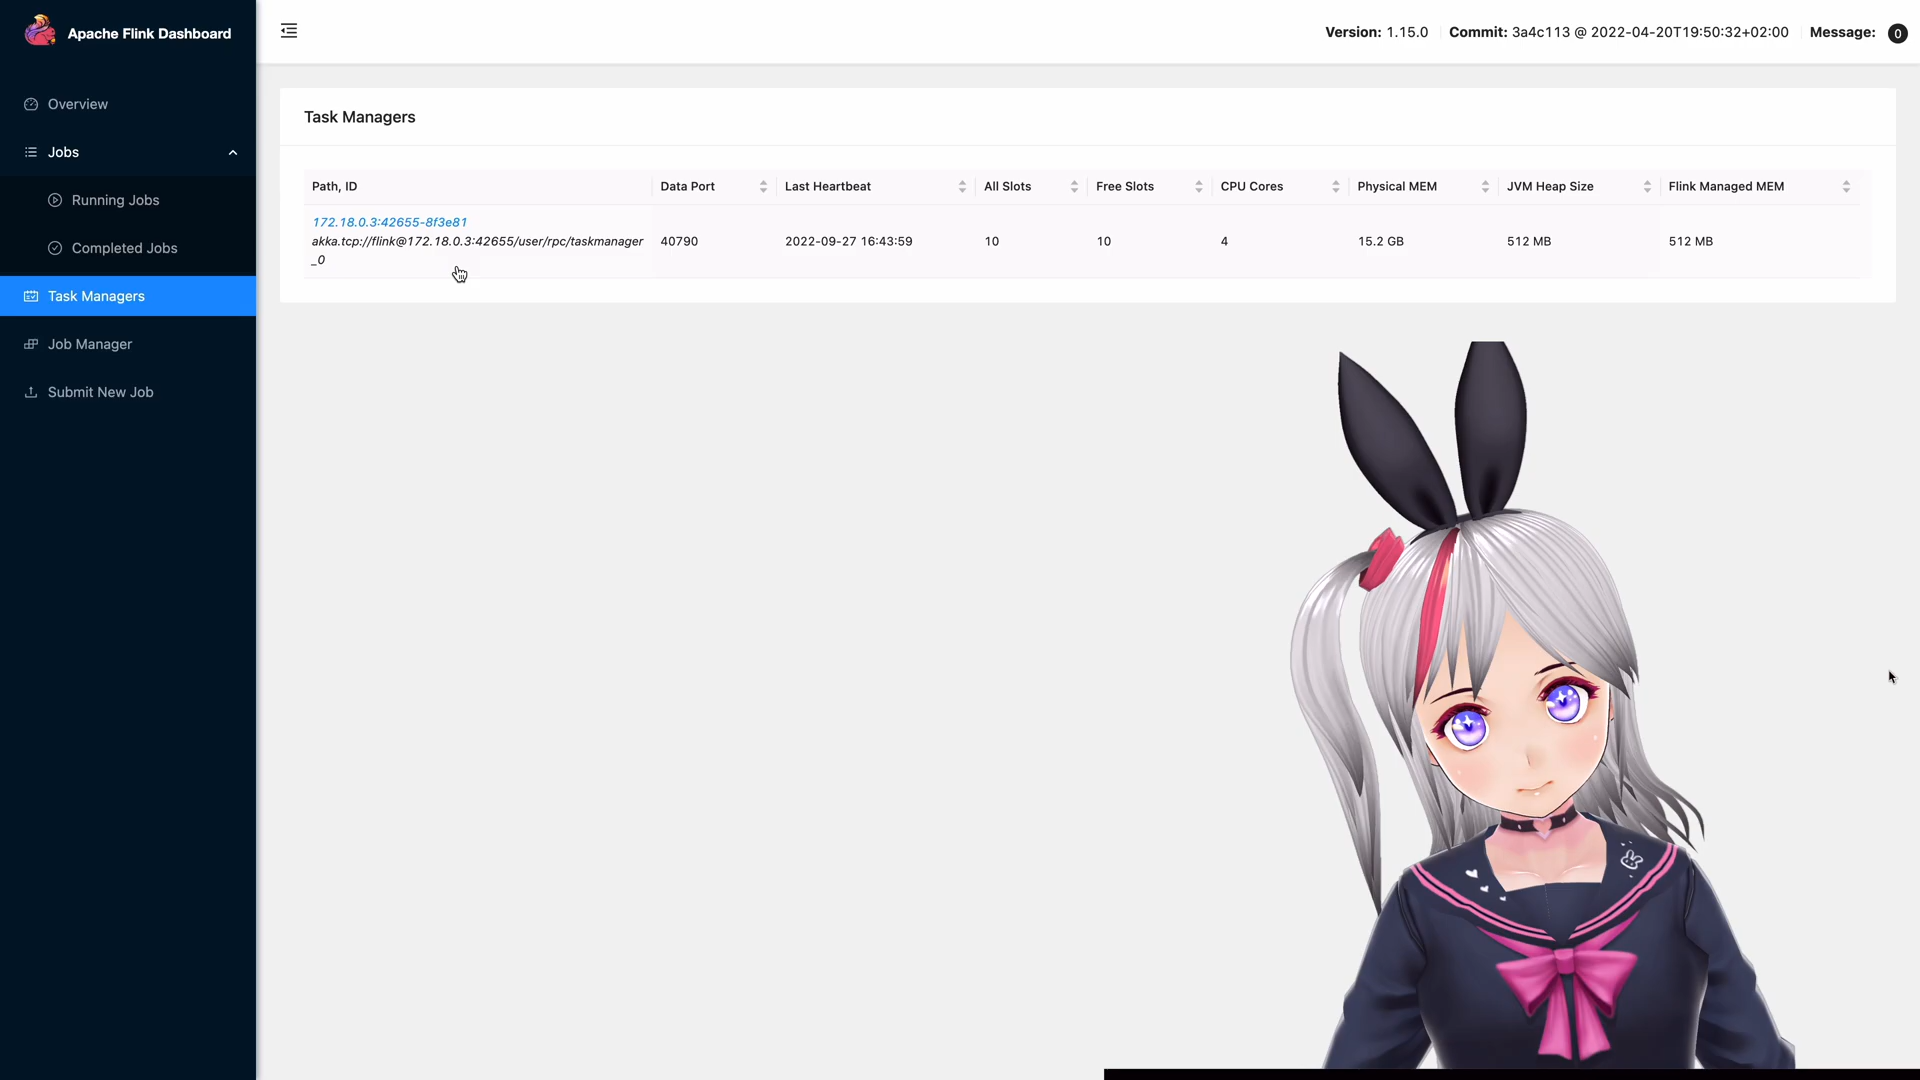 Apache Flink Dashboard
Version: 1.15.0 Commit: 3a4c113 @ 2022-04-20T19:50:32+02:00 Message: 0
Overview
Jobs
Running Jobs
Completed Jobs
Task Managers
Job Manager
Submit New Job
Task Managers
Path, ID Data Port Last Heartbeat All Slots Free Slots CPU Cores Physical MEM JVM Heap Size Flink Managed MEM
172.18.0.3:42655-8f3e81
akka.tcp://flink@172.18.0.3:42655/user/rpc/taskmanager 40790 2022-09-27 16:43:59 10 10 4 15.2 GB 512 MB 512 MB
_0